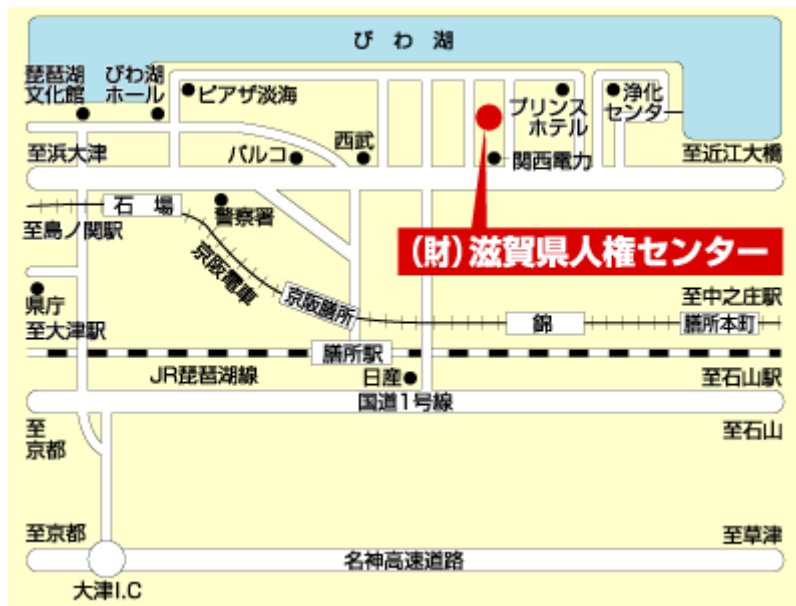 びわ湖
琵琶湖
文化館
びわ湖
ホール
ピアザ淡海
プリンス
ホテル
浄化
センター
至浜大津
パルコ
西武
関西電力
至近江大橋
石場
警察署
至島ノ関駅
(財)滋賀県人権センター
京阪電車
県庁
京阪膳所
至中之庄駅
至大津駅
錦
膳所本町
膳所駅
JR琵琶湖線
日産
至石山駅
国道1号線
至
京都
至石山
至京都
至草津
名神高速道路
大津I.C